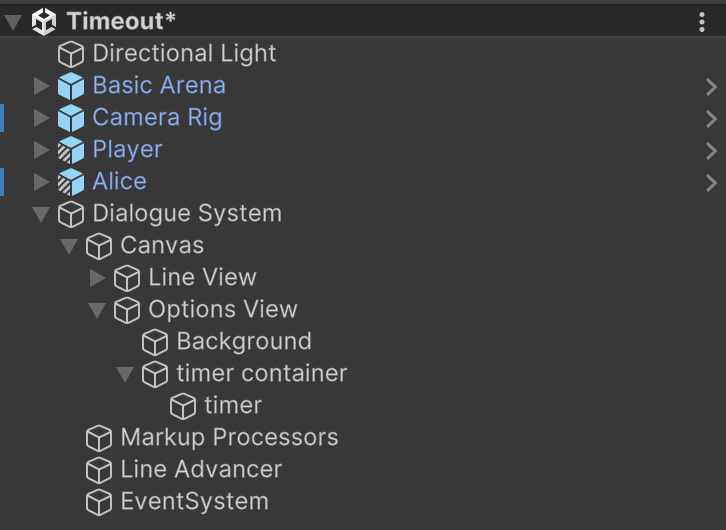 Timeout*
Directional Light
Basic Arena
Camera Rig
Player
Alice
Dialogue System
Canvas
Line View
Options View
Background
timer container
timer
Markup Processors
Line Advancer
EventSystem